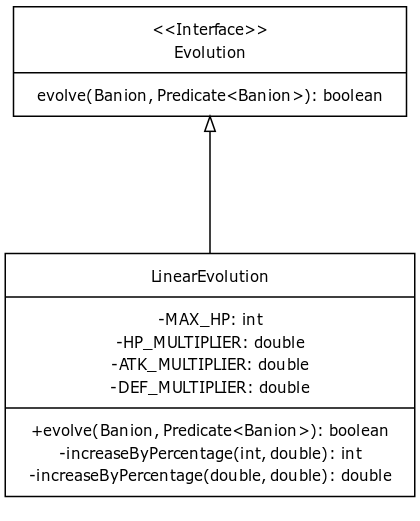 <<Interface>>
Evolution
evolve(Banion, Predicate<Banion>): boolean
LinearEvolution
-MAX_HP: int
-HP_MULTIPLIER: double
-ATK_MULTIPLIER: double
-DEF_MULTIPLIER: double
+evolve(Banion, Predicate<Banion>): boolean
-increaseByPercentage(int, double): int
-increaseByPercentage(double, double): double